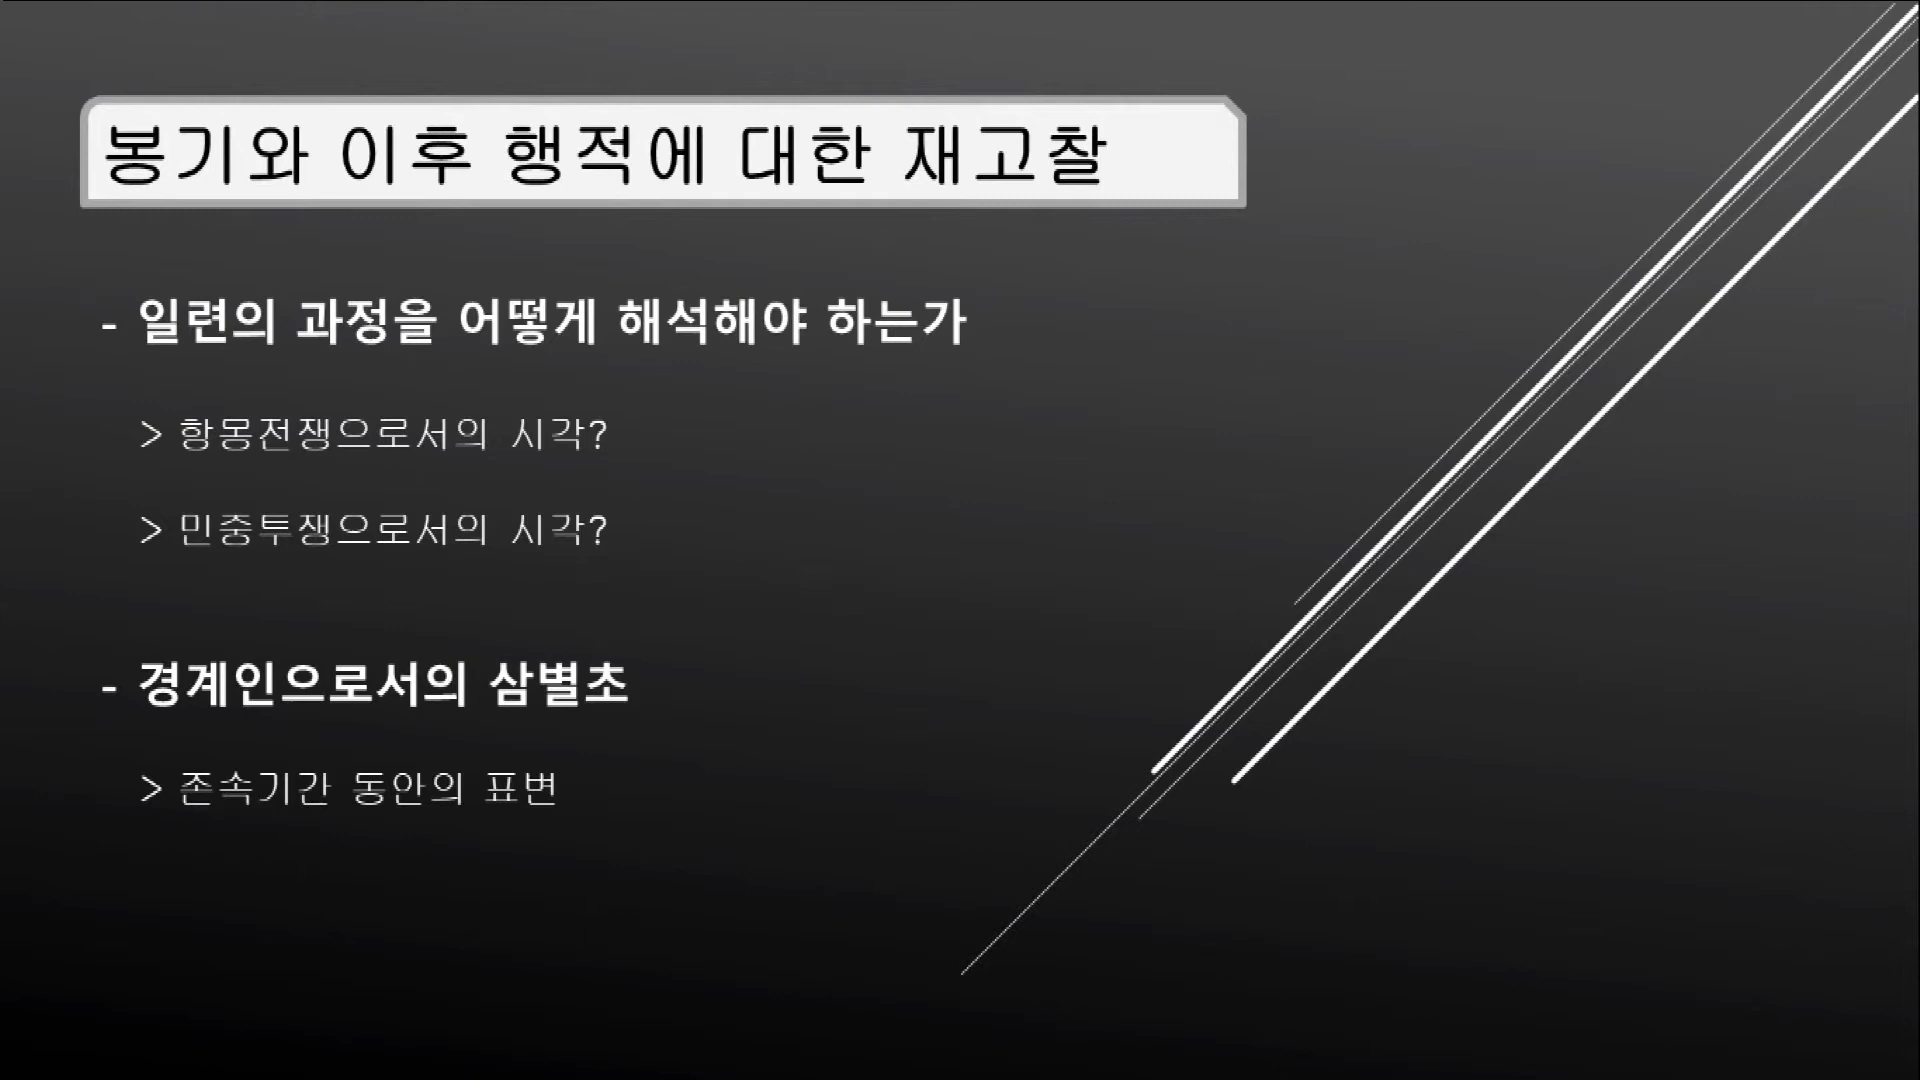 봉기와 이후 행적에 대한 재고찰
- 일련의 과정을 어떻게 해석해야 하는가
> 항몽전쟁으로서의 시각?
> 민중투쟁으로서의 시각?
- 경계인으로서의 삼별초
> 존속기간 동안의 표변